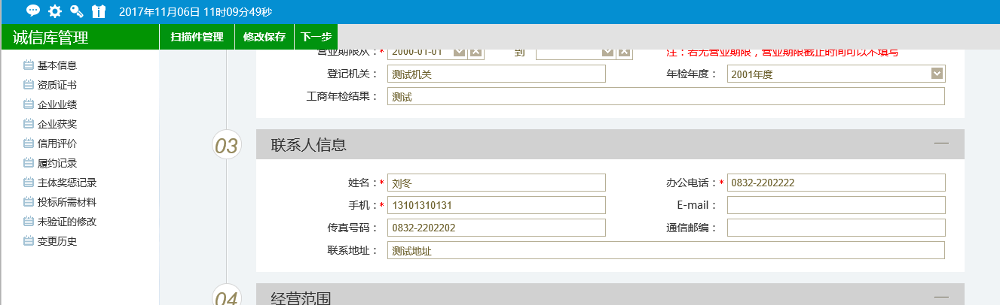 2017年11月06日 11时09分49秒
诚信库管理 扫描件管理 修改保存 下一步
基本信息
资质证书
企业业绩
企业获奖
信用评价
履约记录
主体奖惩记录
投标所需材料
未验证的修改
变更历史
营业期限从：* 2000-01-01 到 注：若无营业期限，营业期限截止时间可以不填写
登记机关： 测试机关 年检年度： 2001年度
工商年检结果： 测试
03 联系人信息
姓名：* 刘冬 办公电话：* 0832-2202222
手机：* 13101310131 E-mail：
传真号码： 0832-2202202 通信邮编：
联系地址： 测试地址
04 经营范围